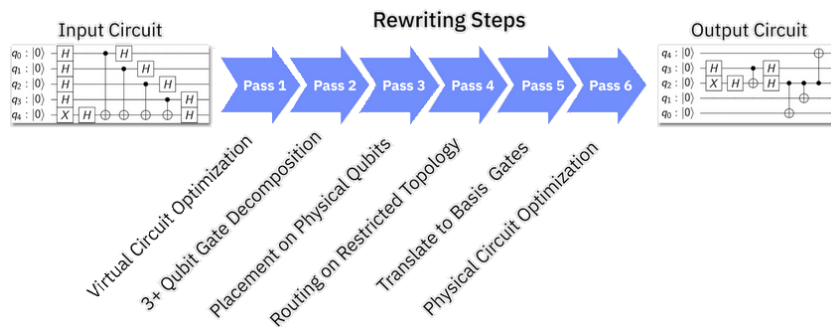 Rewriting Steps
Input Circuit
Output Circuit
q0 : |0⟩ H H
q1 : |0⟩ H H
q2 : |0⟩ H H
q3 : |0⟩ H H
q4 : |0⟩ X H H
Pass 1
Pass 2
Pass 3
Pass 4
Pass 5
Pass 6
q4 : |0⟩
q3 : |0⟩ H H
q2 : |0⟩ X H H
q1 : |0⟩
q0 : |0⟩
Virtual Circuit Optimization
3+ Qubit Gate Decomposition
Placement on Physical Qubits
Routing on Restricted Topology
Translate to Basis Gates
Physical Circuit Optimization